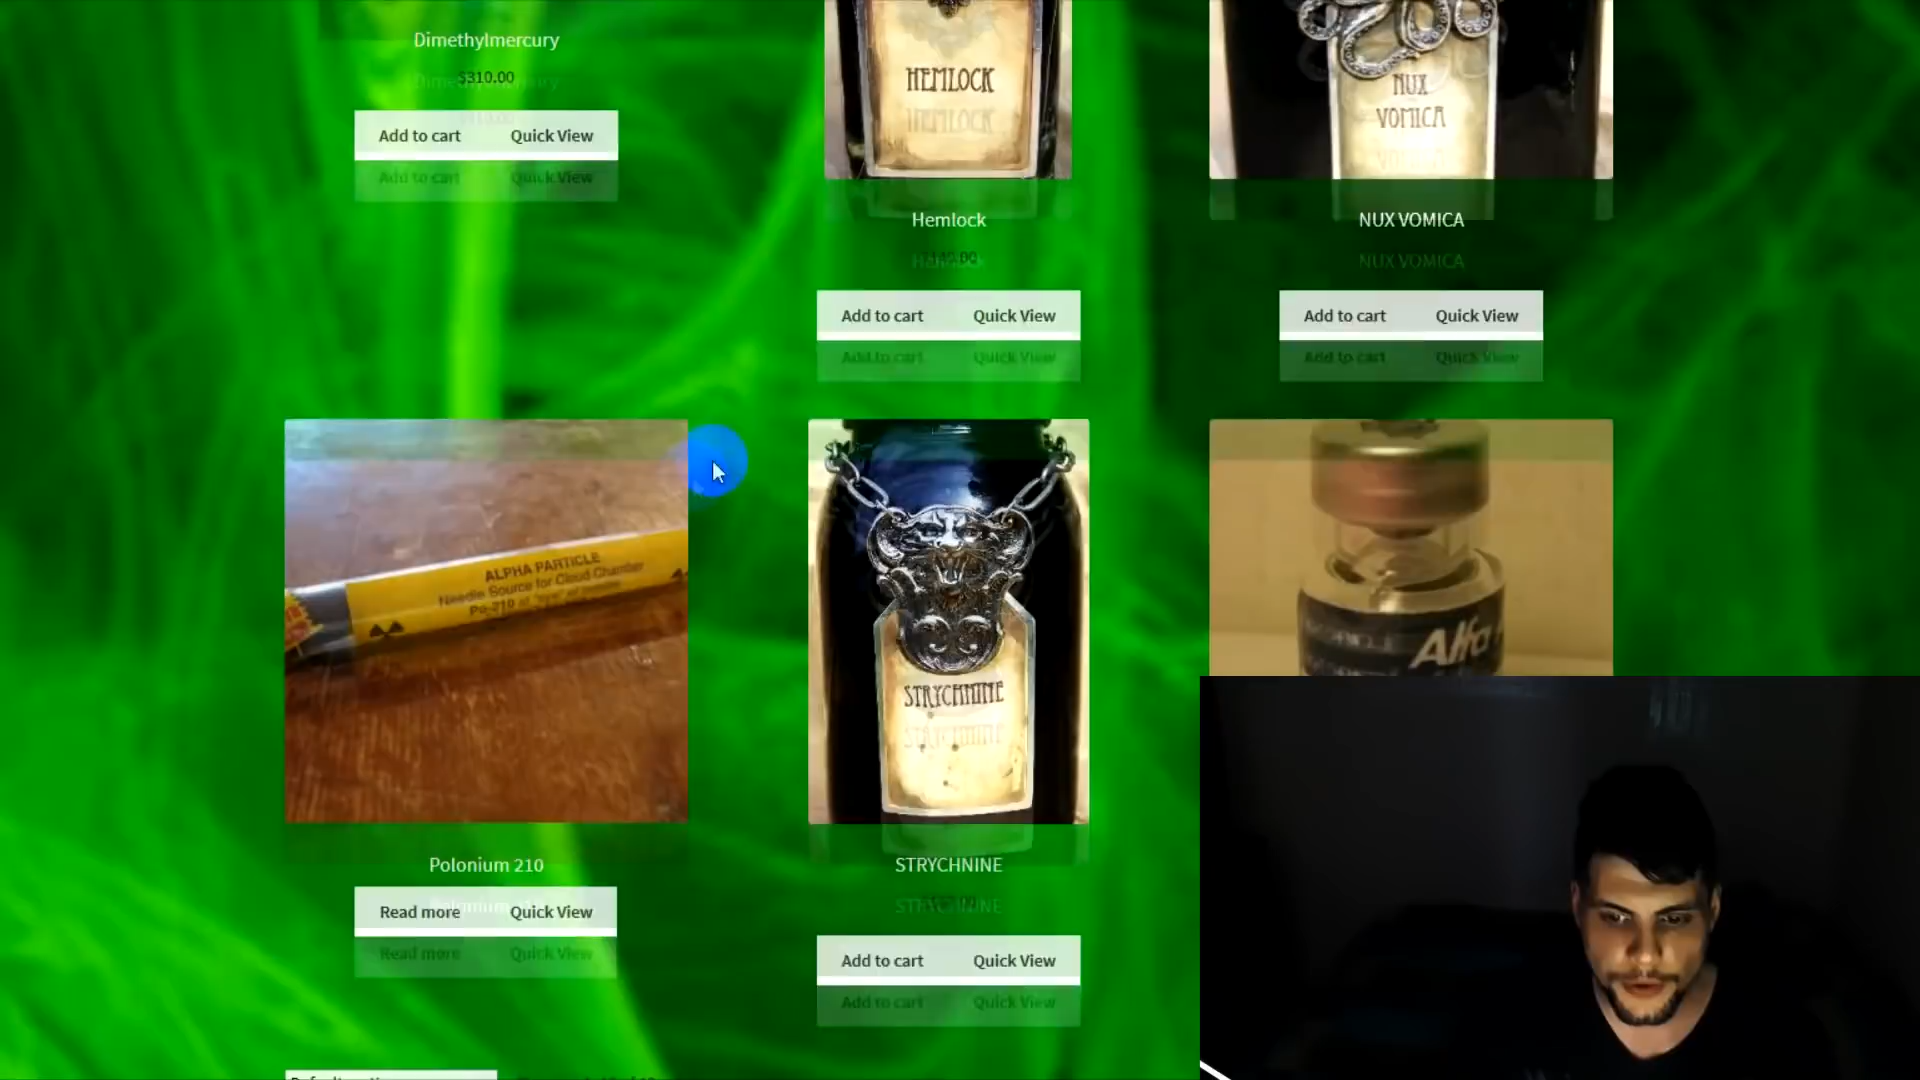 Dimethylmercury
$310.00
Add to cart Quick View
HEMLOCK
Hemlock
Add to cart Quick View
NUX
VOMICA
NUX VOMICA
Add to cart Quick View
ALPHA PARTICLE
Needle Source for Cloud Chamber
Po-210
Polonium 210
Read more Quick View
STRYCHNINE
STRYCHNINE
Add to cart Quick View
Alfa